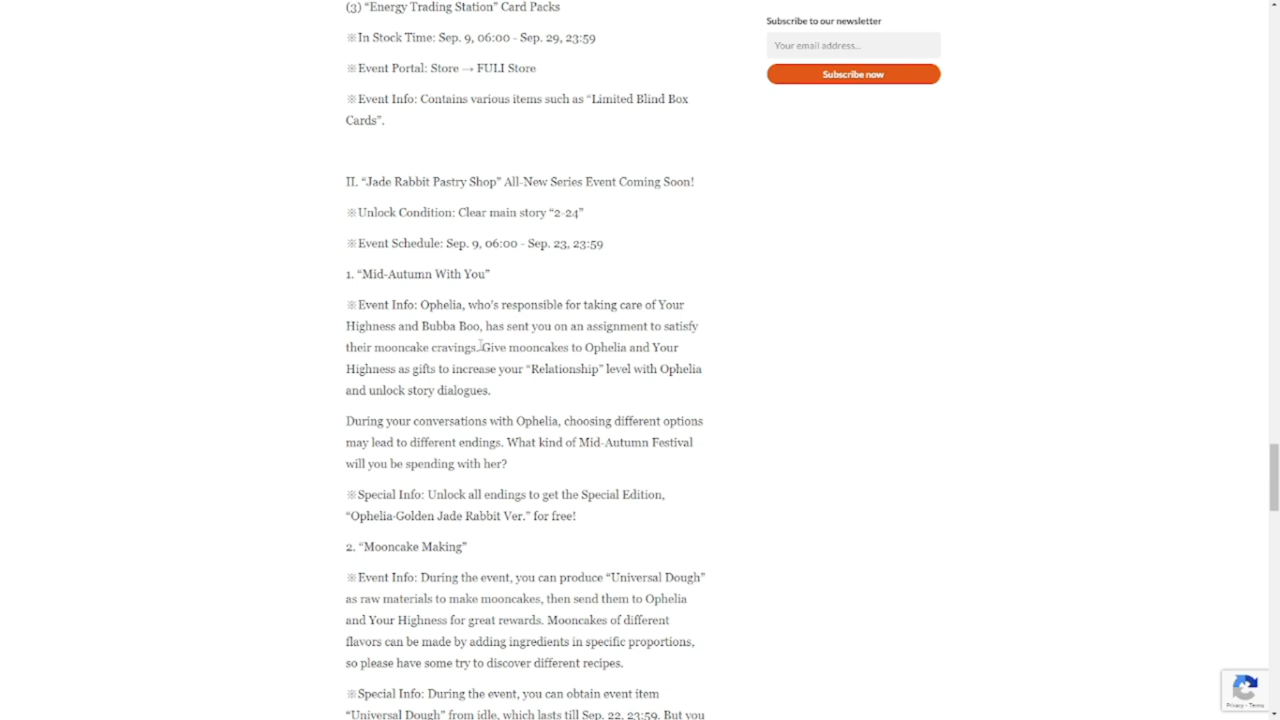 (3) “Energy Trading Station” Card Packs
※In Stock Time: Sep. 9, 06:00 - Sep. 29, 23:59
※Event Portal: Store → FULI Store
※Event Info: Contains various items such as “Limited Blind Box
Cards”.
II. “Jade Rabbit Pastry Shop” All-New Series Event Coming Soon!
※Unlock Condition: Clear main story “2-24”
※Event Schedule: Sep. 9, 06:00 - Sep. 23, 23:59
1. “Mid-Autumn With You”
※Event Info: Ophelia, who’s responsible for taking care of Your
Highness and Bubba Boo, has sent you on an assignment to satisfy
their mooncake cravings. Give mooncakes to Ophelia and Your
Highness as gifts to increase your “Relationship” level with Ophelia
and unlock story dialogues.
During your conversations with Ophelia, choosing different options
may lead to different endings. What kind of Mid-Autumn Festival
will you be spending with her?
※Special Info: Unlock all endings to get the Special Edition,
“Ophelia-Golden Jade Rabbit Ver.” for free!
2. “Mooncake Making”
※Event Info: During the event, you can produce “Universal Dough”
as raw materials to make mooncakes, then send them to Ophelia
and Your Highness for great rewards. Mooncakes of different
flavors can be made by adding ingredients in specific proportions,
so please have some try to discover different recipes.
※Special Info: During the event, you can obtain event item
“Universal Dough” from idle, which lasts till Sep. 22, 23:59. But you
Subscribe to our newsletter
Your email address...
Subscribe now
Privacy - Terms